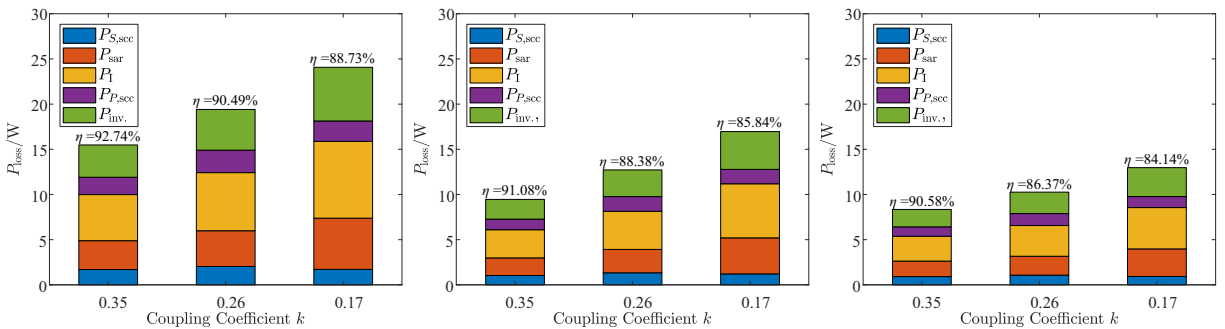 30
25
20
15
10
5
0
P_loss/W
P_S,scc
P_sar
P_I
P_P,scc
P_inv.
η =92.74%
η =90.49%
η =88.73%
0.35
0.26
0.17
Coupling Coefficient k
30
25
20
15
10
5
0
P_loss/W
P_S,scc
P_sar
P_I
P_P,scc
P_inv.,
η =91.08%
η =88.38%
η =85.84%
0.35
0.26
0.17
Coupling Coefficient k
30
25
20
15
10
5
0
P_loss/W
P_S,scc
P_sar
P_I
P_P,scc
P_inv.,
η =90.58%
η =86.37%
η =84.14%
0.35
0.26
0.17
Coupling Coefficient k